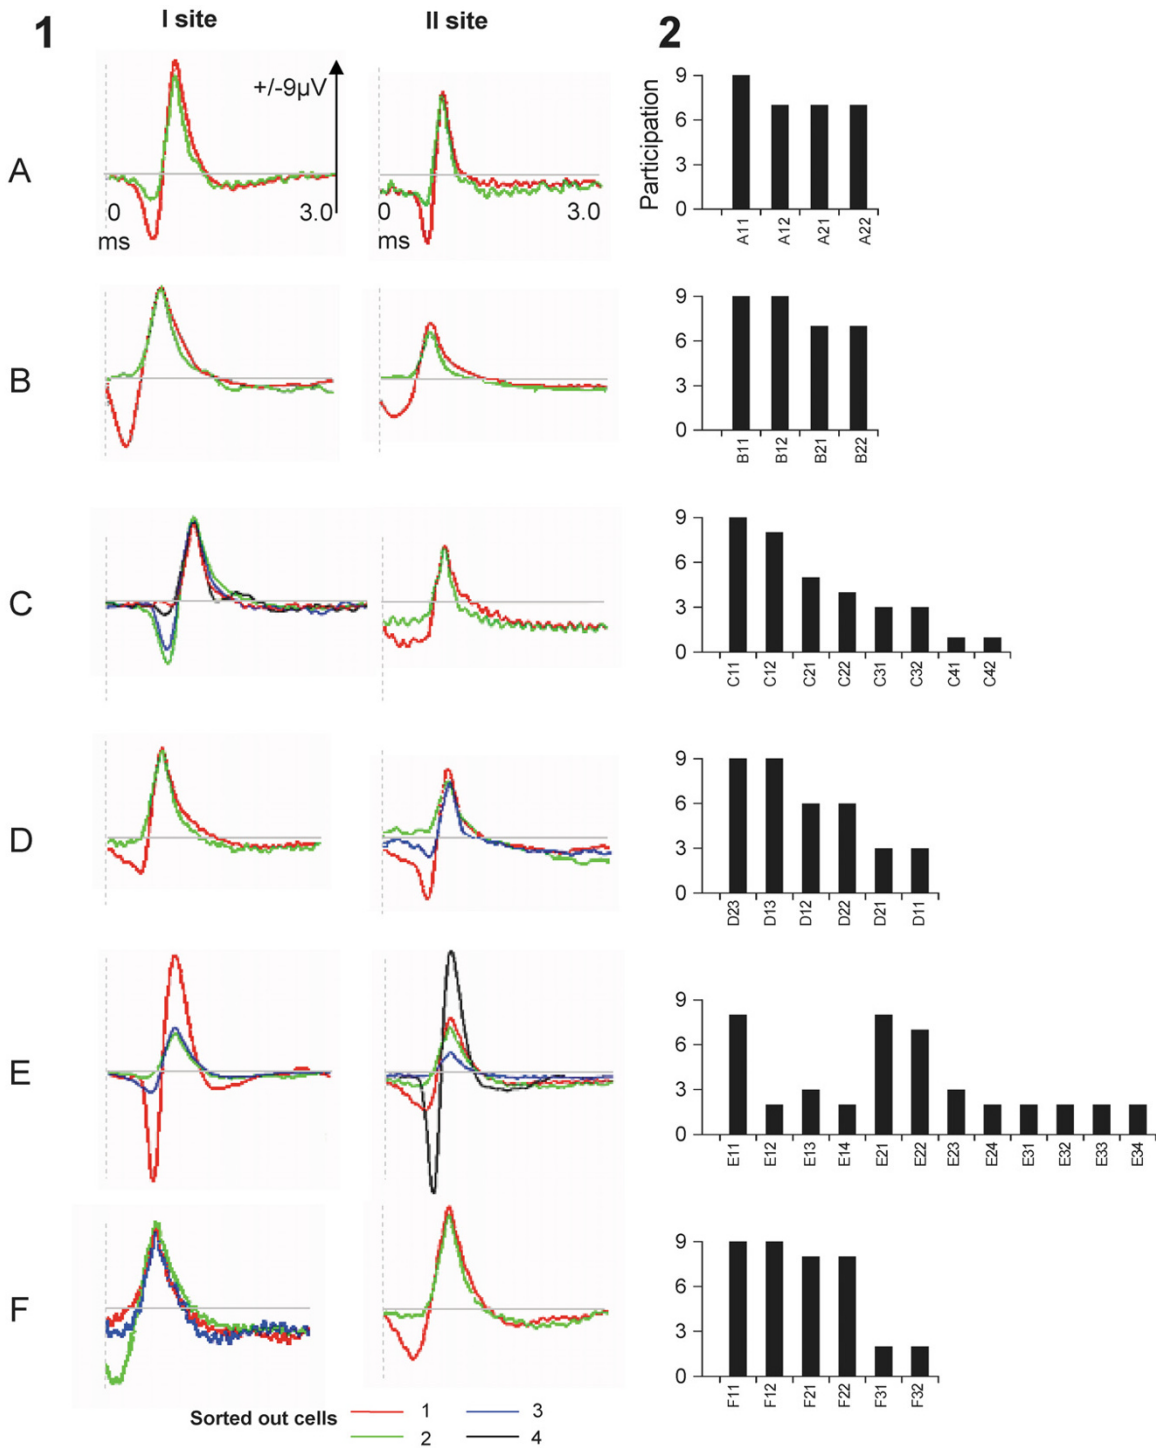 1
I site
II site
2
+/-9µV
A
0
3.0
ms
0
3.0
ms
Participation
9
6
3
0
A11
A12
A21
A22
B
9
6
3
0
B11
B12
B21
B22
C
9
6
3
0
C11
C12
C21
C22
C31
C32
C41
C42
D
9
6
3
0
D23
D13
D12
D22
D21
D11
E
9
6
3
0
E11
E12
E13
E14
E21
E22
E23
E24
E31
E32
E33
E34
F
9
6
3
0
F11
F12
F21
F22
F31
F32
Sorted out cells
1
3
2
4